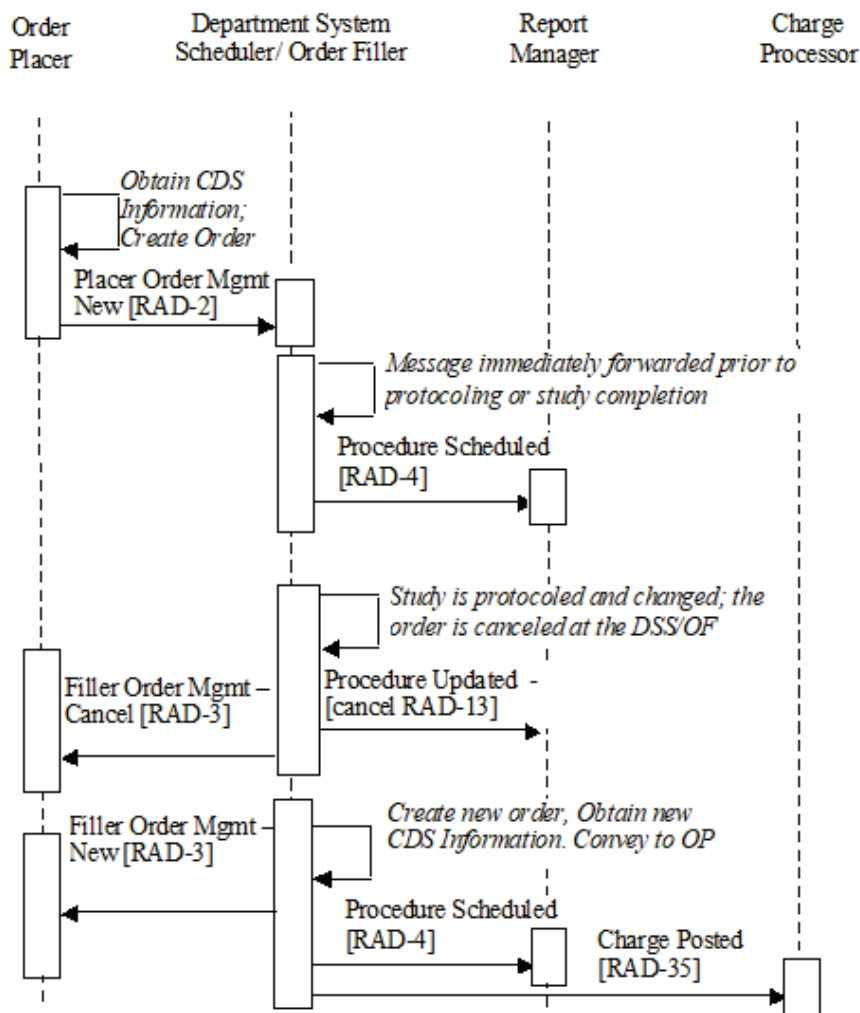 Order
Placer
Department System
Scheduler/ Order Filler
Report
Manager
Charge
Processor
Obtain CDS
Information;
Create Order
Placer Order Mgmt
New [RAD-2]
Message immediately forwarded prior to
protocoling or study completion
Procedure Scheduled
[RAD-4]
Study is protocoled and changed; the
order is canceled at the DSS/OF
Filler Order Mgmt –
Cancel [RAD-3]
Procedure Updated -
[cancel RAD-13]
Filler Order Mgmt –
New [RAD-3]
Create new order, Obtain new
CDS Information. Convey to OP
Procedure Scheduled
[RAD-4]
Charge Posted
[RAD-35]